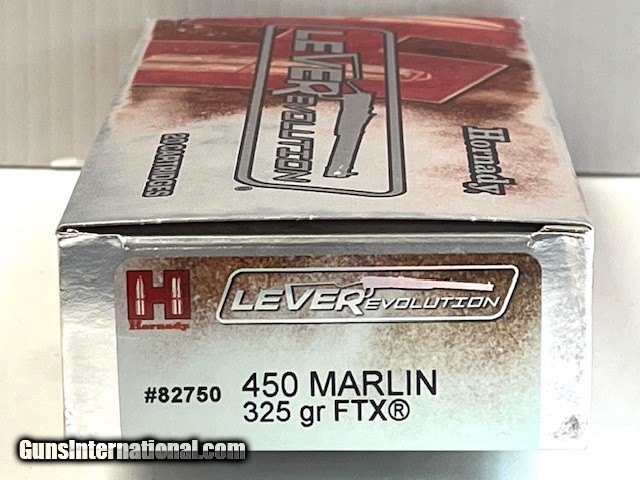 LEVERevolution
®
Hornady
20 CARTRIDGES
H
Hornady
LEVERevolution
#82750 450 MARLIN
325 gr FTX®
GunsInternational.com